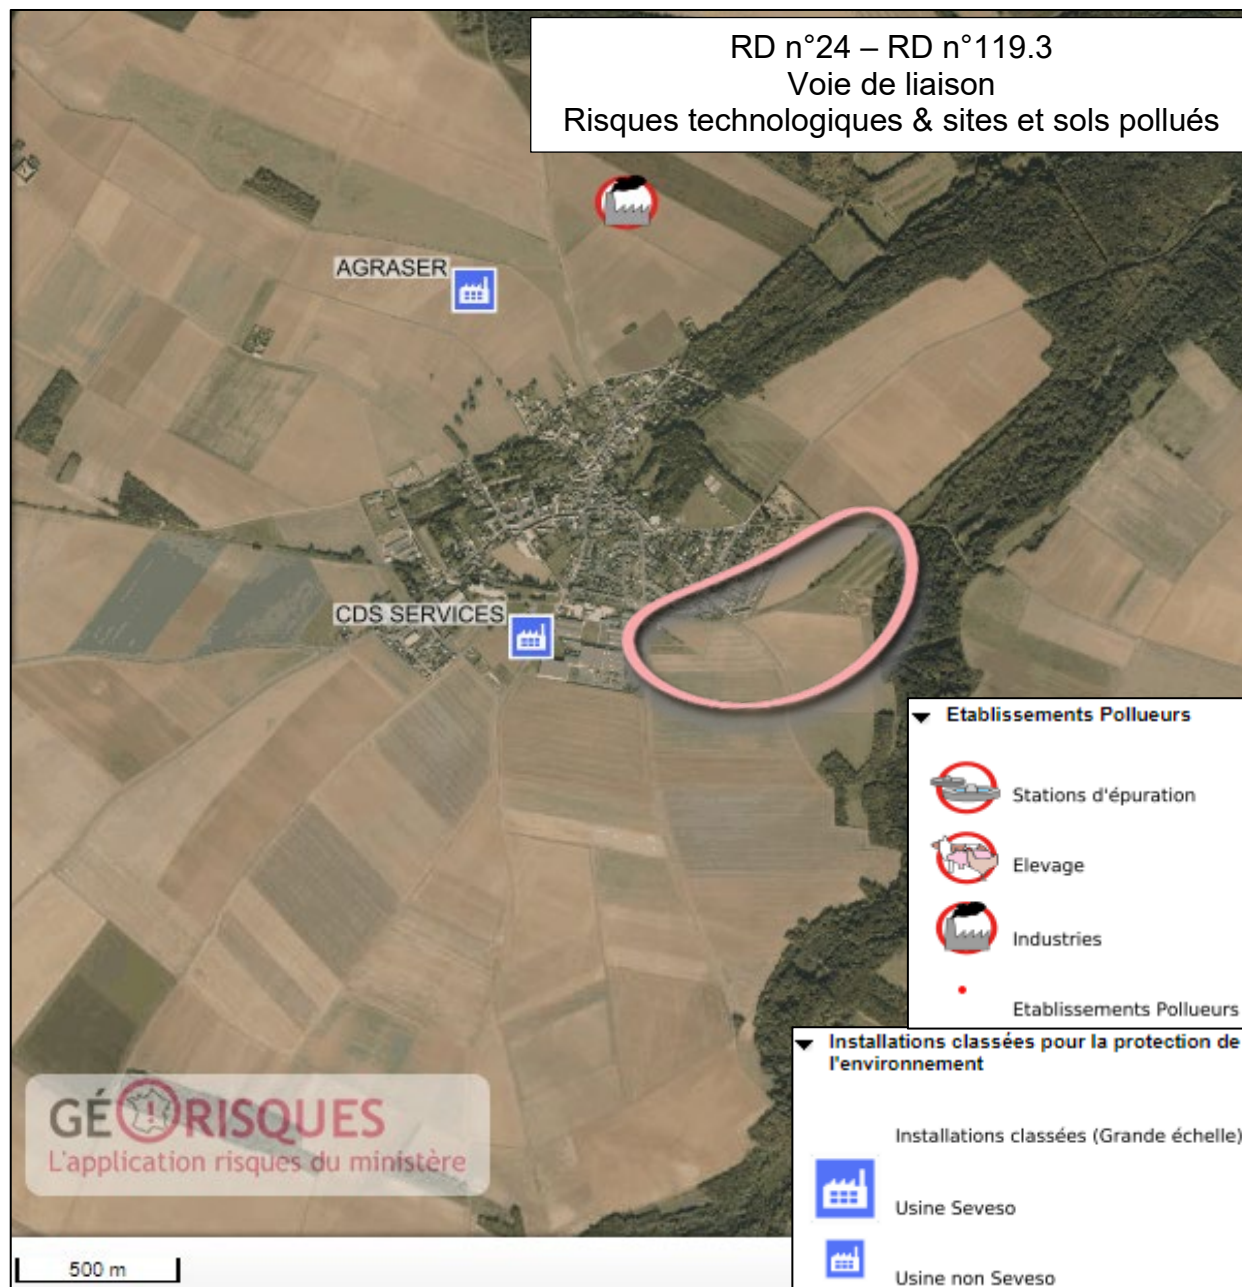 RD n°24 – RD n°119.3
Voie de liaison
Risques technologiques & sites et sols pollués
AGRASER
CDS SERVICES
Etablissements Pollueurs
Stations d'épuration
Elevage
Industries
Etablissements Pollueurs
Installations classées pour la protection de
l'environnement
Installations classées (Grande échelle)
Usine Seveso
Usine non Seveso
GÉORISQUES
L'application risques du ministère
500 m